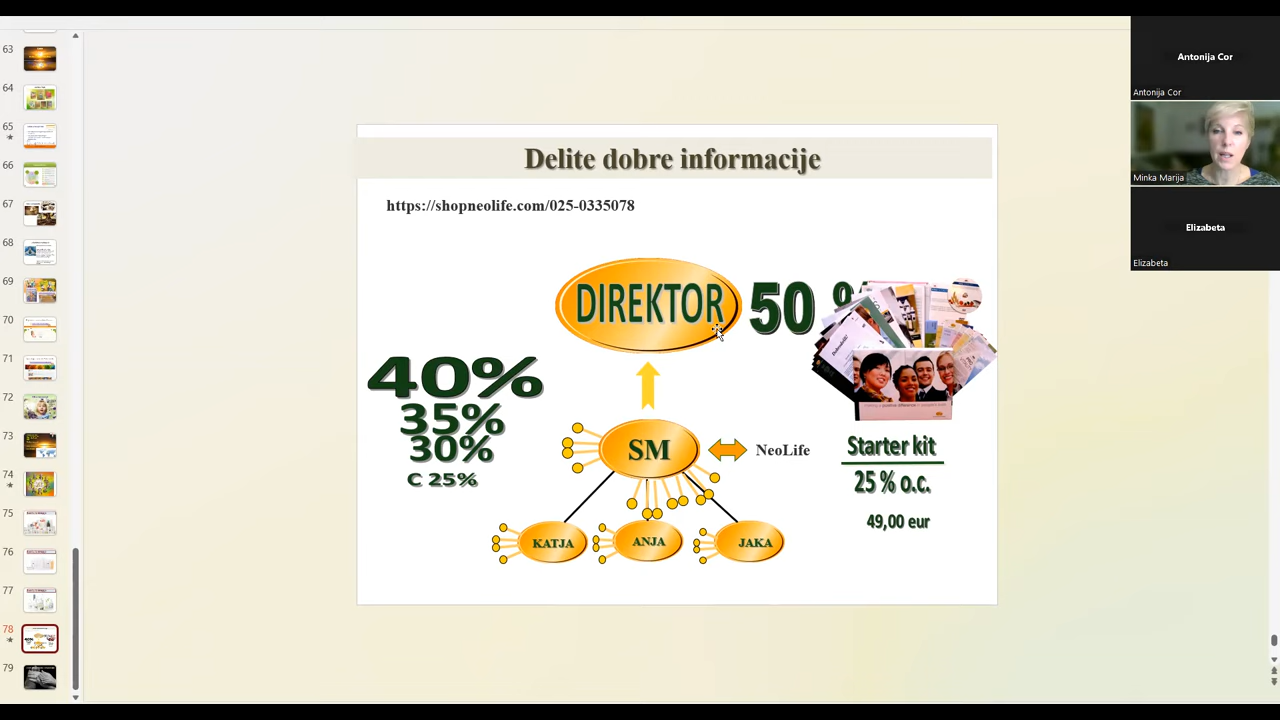 63
64
65
66
67
68
69
70
71
72
73
74
75
76
77
78
79
Delite dobre informacije
https://shopneolife.com/025-0335078
DIREKTOR
50 %
40%
35%
30%
C 25%
SM
NeoLife
KATJA
ANJA
JAKA
Starter kit
25 % o.c.
49,00 eur
Antonija Cor
Antonija Cor
Minka Marija
Elizabeta
Elizabeta